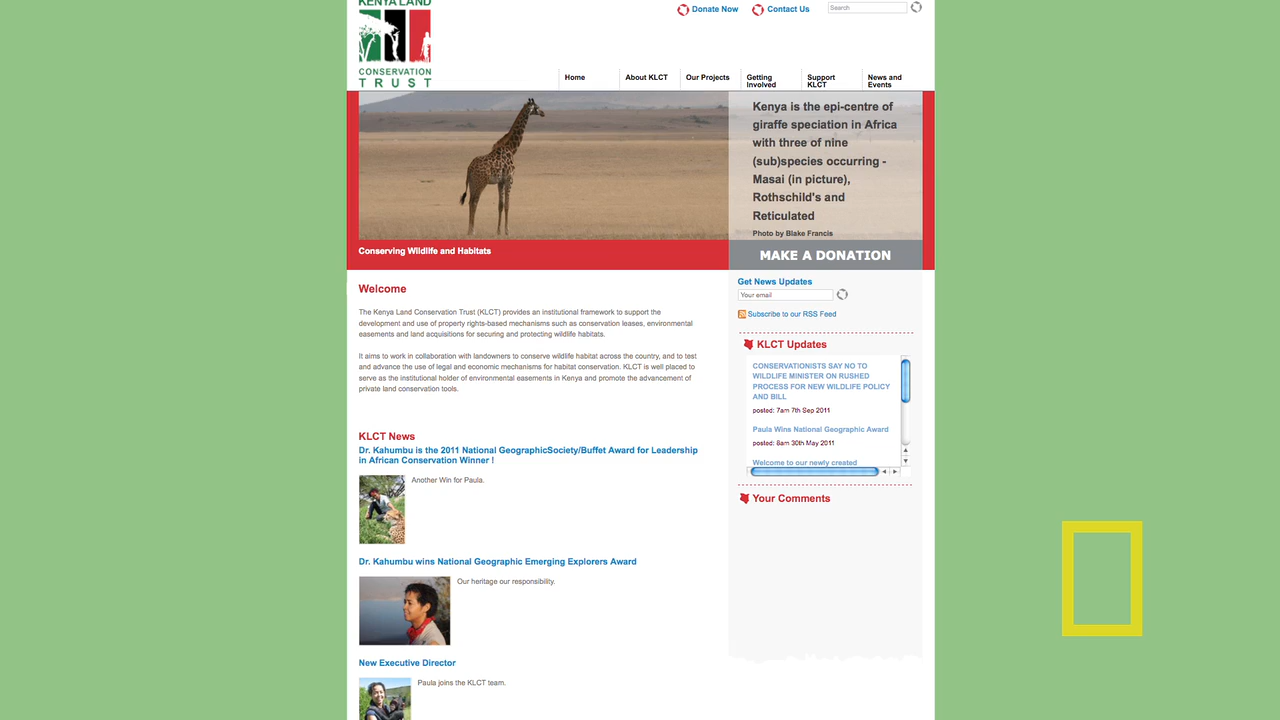 KENYA LAND
CONSERVATION
TRUST
Donate Now
Contact Us
Search
Home
About KLCT
Our Projects
Getting
Involved
Support
KLCT
News and
Events
Kenya is the epi-centre of
giraffe speciation in Africa
with three of nine
(sub)species occurring -
Masai (in picture),
Rothschild's and
Reticulated
Photo by Blake Francis
Conserving Wildlife and Habitats
MAKE A DONATION
Welcome
The Kenya Land Conservation Trust (KLCT) provides an institutional framework to support the
development and use of property rights-based mechanisms such as conservation leases, environmental
easements and land acquisitions for securing and protecting wildlife habitats.
It aims to work in collaboration with landowners to conserve wildlife habitat across the country, and to test
and advance the use of legal and economic mechanisms for habitat conservation. KLCT is well placed to
serve as the institutional holder of environmental easements in Kenya and promote the advancement of
private land conservation tools.
KLCT News
Dr. Kahumbu is the 2011 National GeographicSociety/Buffet Award for Leadership
in African Conservation Winner !
Another Win for Paula.
Dr. Kahumbu wins National Geographic Emerging Explorers Award
Our heritage our responsibility.
New Executive Director
Paula joins the KLCT team.
Get News Updates
Your email
Subscribe to our RSS Feed
KLCT Updates
CONSERVATIONISTS SAY NO TO
WILDLIFE MINISTER ON RUSHED
PROCESS FOR NEW WILDLIFE POLICY
AND BILL
posted: 7am 7th Sep 2011
Paula Wins National Geographic Award
posted: 8am 30th May 2011
Welcome to our newly created
Your Comments